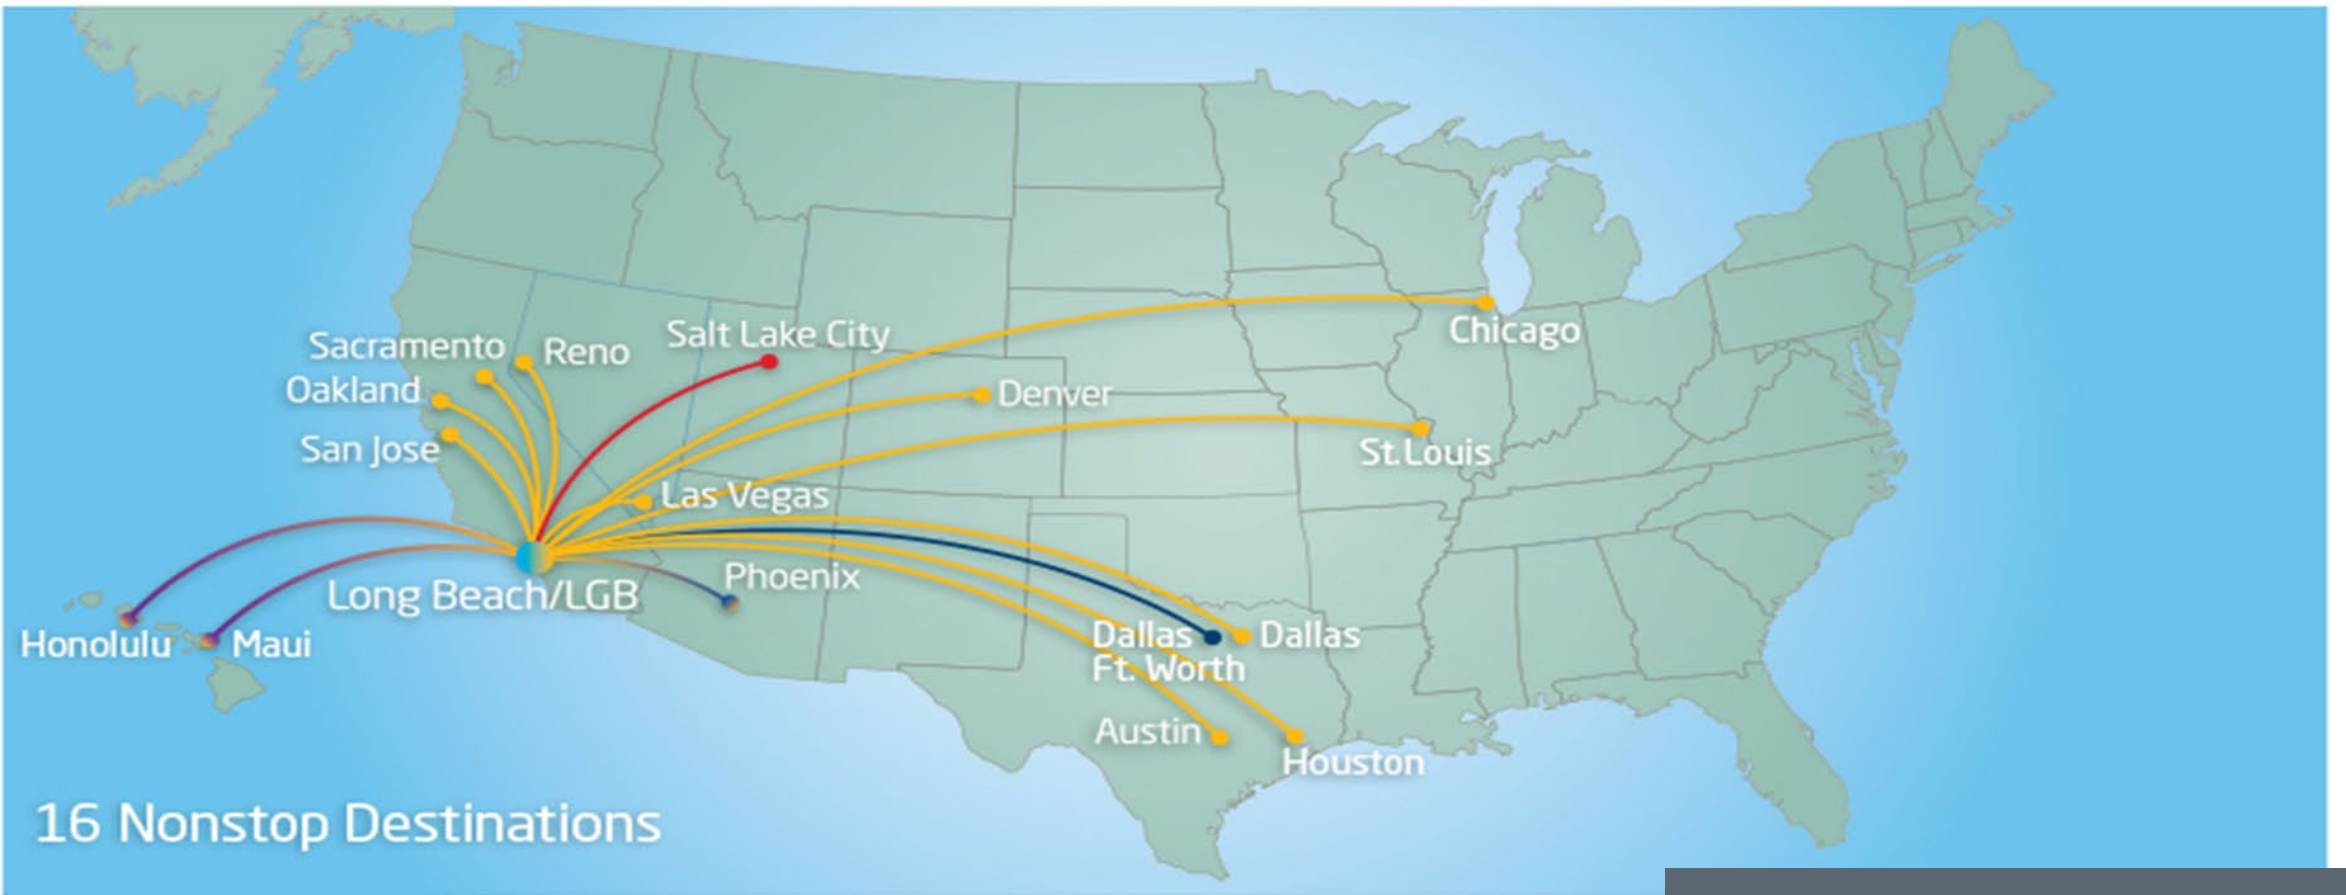 Salt Lake City
Sacramento
Reno
Chicago
Oakland
Denver
San Jose
St. Louis
Las Vegas
Phoenix
Long Beach/LGB
Honolulu
Maui
Dallas
Ft. Worth
Dallas
Austin
Houston
16 Nonstop Destinations